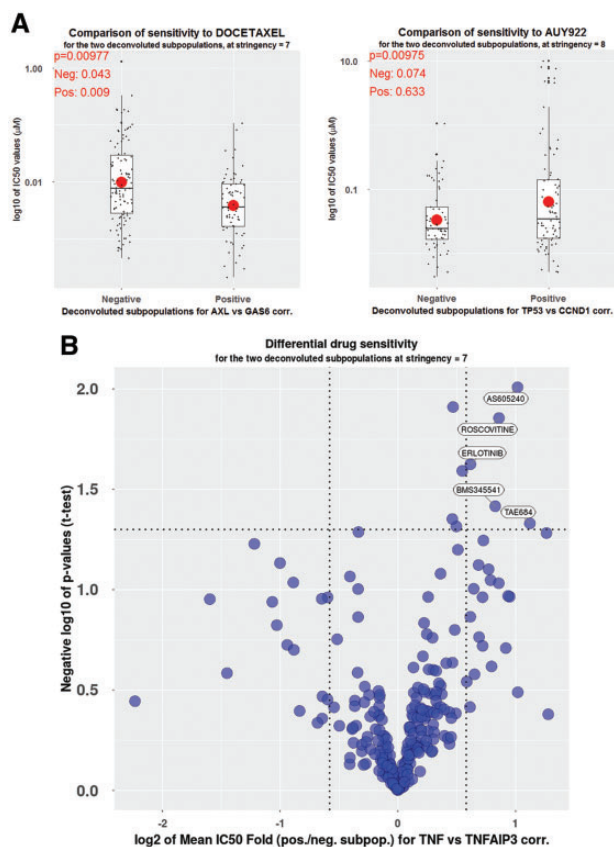 A
Comparison of sensitivity to DOCETAXEL
for the two deconvoluted subpopulations, at stringency = 7
p=0.00977
Neg: 0.043
Pos: 0.009
1.00
0.01
log10 of IC50 values (μM)
Negative
Positive
Deconvoluted subpopulations for AXL vs GAS6 corr.
Comparison of sensitivity to AUY922
for the two deconvoluted subpopulations, at stringency = 8
p=0.00975
Neg: 0.074
Pos: 0.633
10.0
0.1
log10 of IC50 values (μM)
Negative
Positive
Deconvoluted subpopulations for TP53 vs CCND1 corr.
B
Differential drug sensitivity
for the two deconvoluted subpopulations at stringency = 7
Negative log10 of p-values (t-test)
2.0
1.5
1.0
0.5
0.0
AS605240
ROSCOVITINE
ERLOTINIB
BMS345541
TAE684
-2
-1
0
1
log2 of Mean IC50 Fold (pos./neg. subpop.) for TNF vs TNFAIP3 corr.